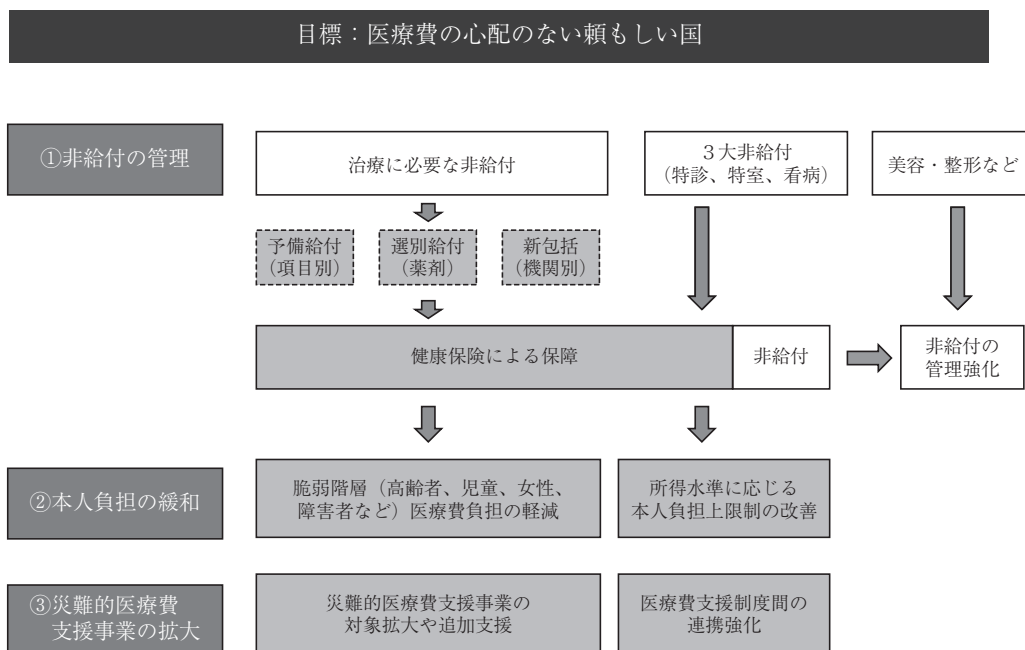 目標：医療費の心配のない頼もしい国
①非給付の管理
治療に必要な非給付
３大非給付
（特診、特室、看病）
美容・整形など
予備給付
（項目別）
選別給付
（薬剤）
新包括
（機関別）
健康保険による保障
非給付
非給付の
管理強化
②本人負担の緩和
脆弱階層（高齢者、児童、女性、
障害者など）医療費負担の軽減
所得水準に応じる
本人負担上限制の改善
③災難的医療費
支援事業の拡大
災難的医療費支援事業の
対象拡大や追加支援
医療費支援制度間の
連携強化